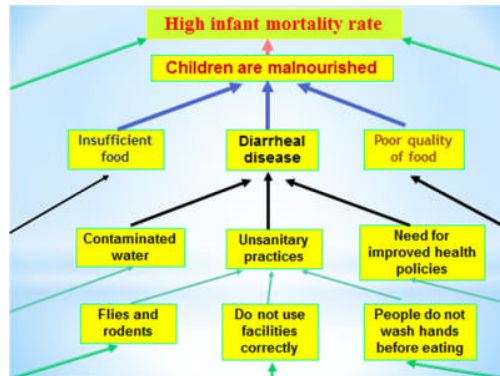 High infant mortality rate
Children are malnourished
Insufficient
food
Diarrheal
disease
Poor quality
of food
Contaminated
water
Unsanitary
practices
Need for
improved health
policies
Flies and
rodents
Do not use
facilities
correctly
People do not
wash hands
before eating